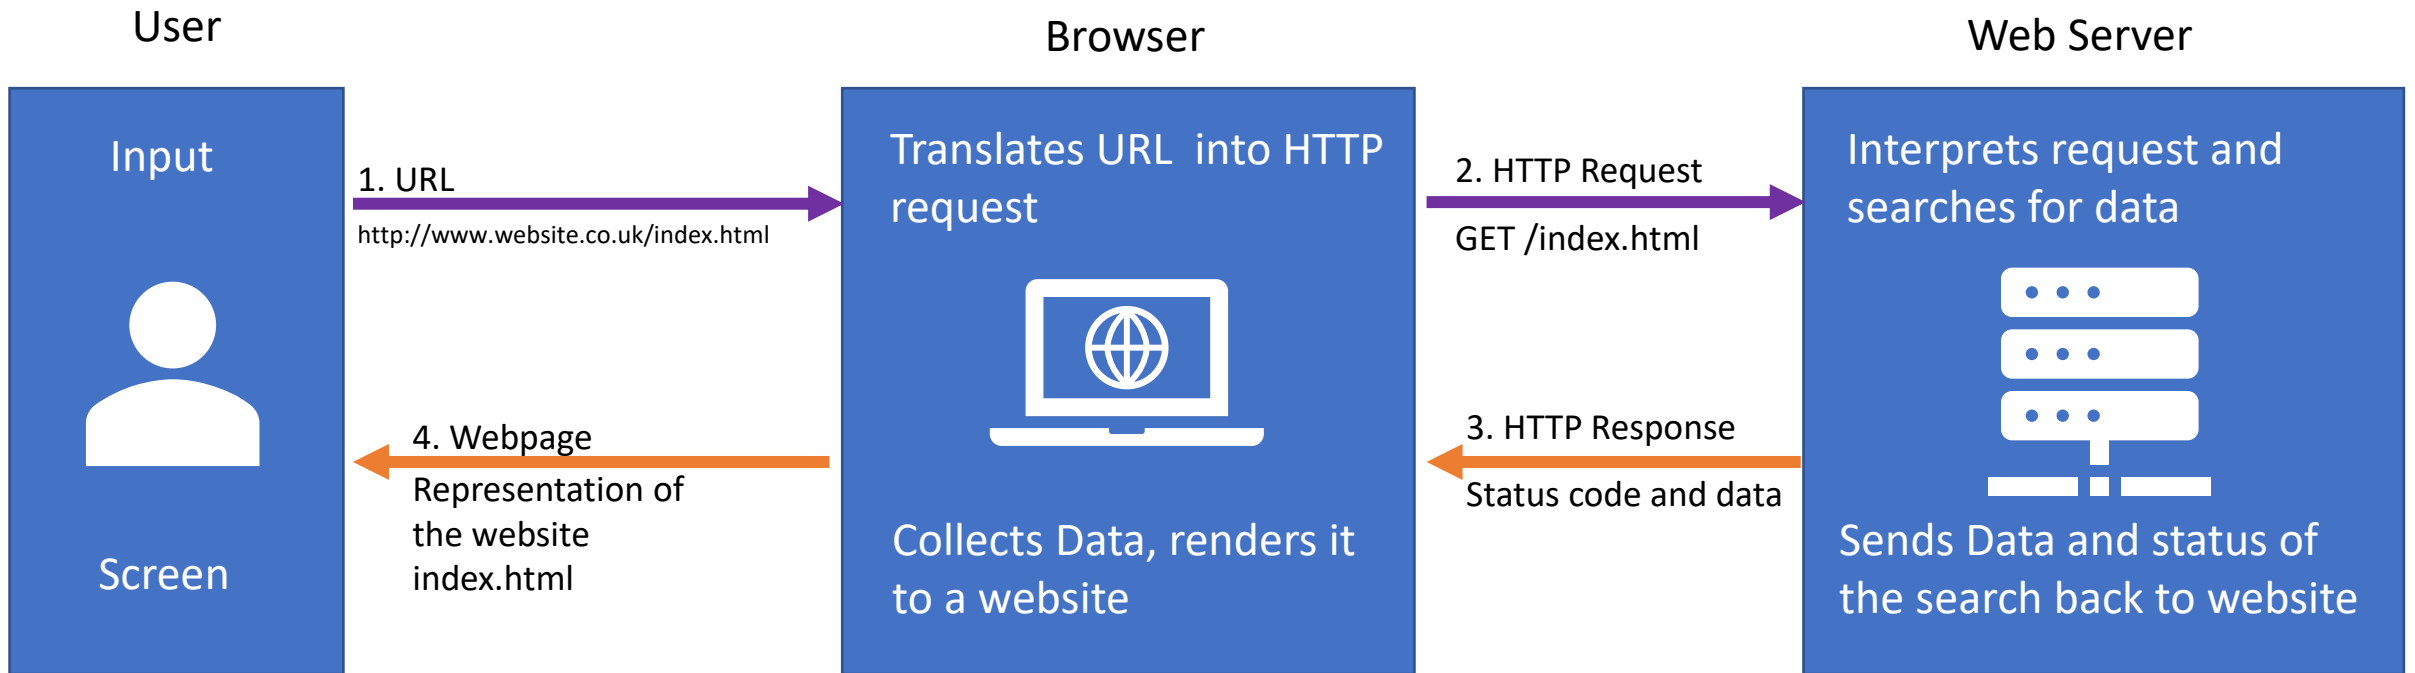 User
Browser
Web Server
Input
1. URL
http://www.website.co.uk/index.html
Translates URL into HTTP
request
2. HTTP Request
GET /index.html
Interprets request and
searches for data
4. Webpage
Representation of
the website
index.html
Screen
Collects Data, renders it
to a website
3. HTTP Response
Status code and data
Sends Data and status of
the search back to website